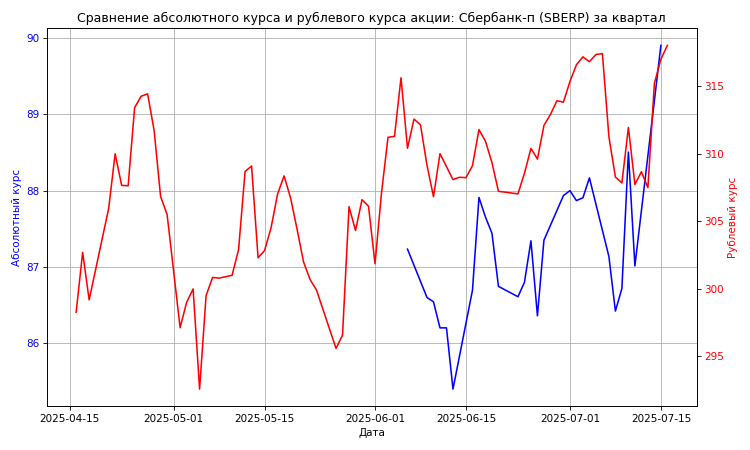 Сравнение абсолютного курса и рублевого курса акции: Сбербанк-п (SBERP) за квартал
90
89
88
87
86
Абсолютный курс
315
310
305
300
295
Рублевый курс
2025-04-15 2025-05-01 2025-05-15 2025-06-01 2025-06-15 2025-07-01 2025-07-15
Дата